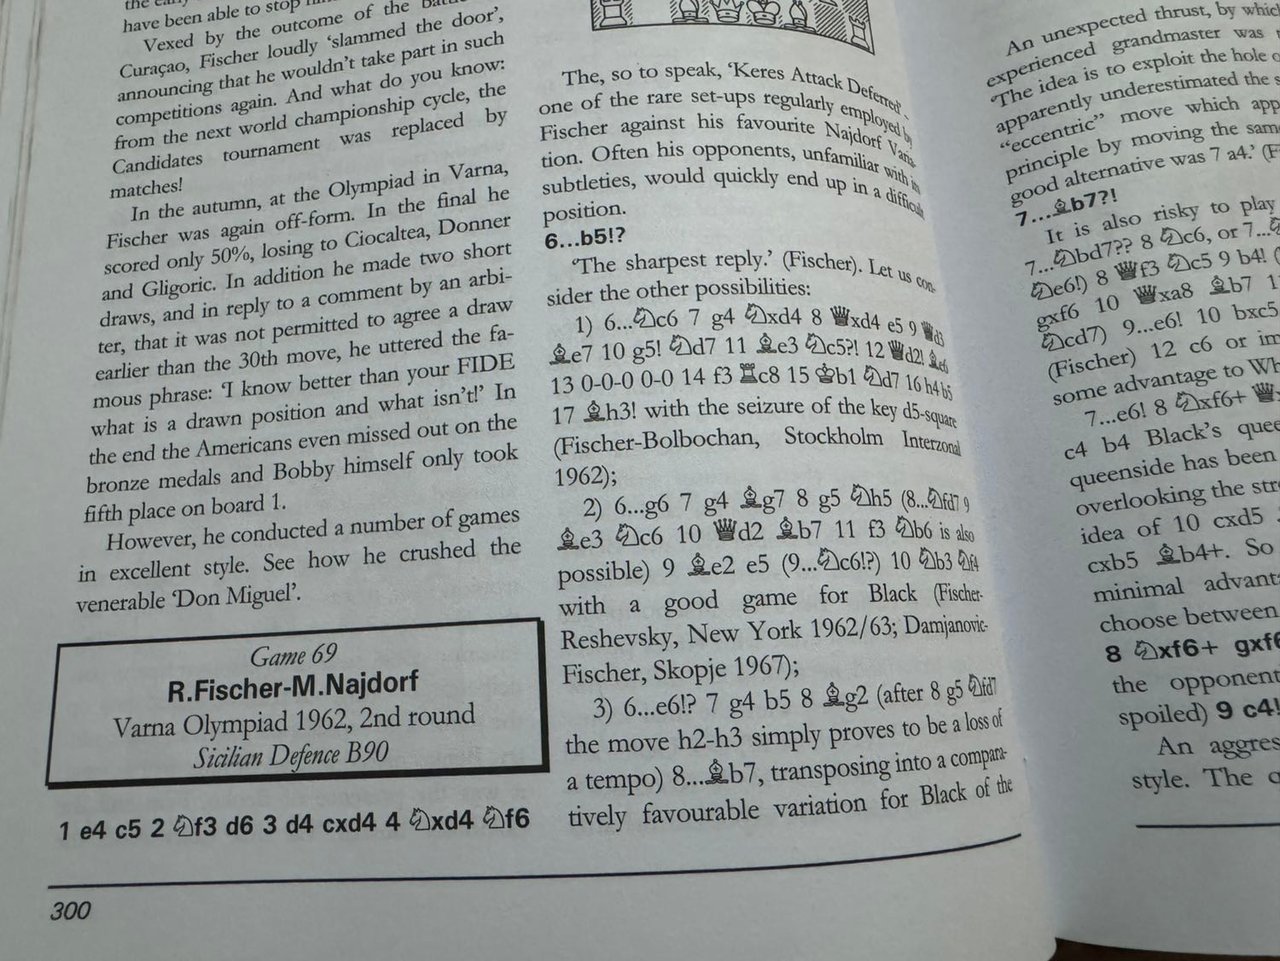 have been able to stop
Vexed by the outcome of the
Curaçao, Fischer loudly ‘slammed the door’,
announcing that he wouldn’t take part in such
competitions again. And what do you know:
from the next world championship cycle, the
Candidates tournament was replaced by
matches!
In the autumn, at the Olympiad in Varna,
Fischer was again off-form. In the final he
scored only 50%, losing to Ciocaltea, Donner
and Gligoric. In addition he made two short
draws, and in reply to a comment by an arbi-
ter, that it was not permitted to agree a draw
earlier than the 30th move, he uttered the fa-
mous phrase: ‘I know better than your FIDE
what is a drawn position and what isn’t!’ In
the end the Americans even missed out on the
bronze medals and Bobby himself only took
fifth place on board 1.
However, he conducted a number of games
in excellent style. See how he crushed the
venerable ‘Don Miguel’.
Game 69
R.Fischer-M.Najdorf
Varna Olympiad 1962, 2nd round
Sicilian Defence B90
1 e4 c5 2 ♘f3 d6 3 d4 cxd4 4 ♘xd4 ♘f6
300
The, so to speak, ‘Keres Attack Deferred’ -
one of the rare set-ups regularly employed by
Fischer against his favourite Najdorf Varia-
tion. Often his opponents, unfamiliar with its
subtleties, would quickly end up in a difficult
position.
6...b5!?
‘The sharpest reply.’ (Fischer). Let us con-
sider the other possibilities:
1) 6...♘c6 7 g4 ♘xd4 8 ♕xd4 e5 9 ♕d3
♗e7 10 g5! ♘d7 11 ♗e3 ♘c5?! 12 ♕d2! ♗e6
13 0-0-0 0-0 14 f3 ♖c8 15 ♔b1 ♘d7 16 h4 b5
17 ♗h3! with the seizure of the key d5-square
(Fischer-Bolbochan, Stockholm Interzonal
1962);
2) 6...g6 7 g4 ♗g7 8 g5 ♘h5 (8...♘fd7 9
♗e3 ♘c6 10 ♕d2 ♗b7 11 f3 ♘b6 is also
possible) 9 ♗e2 e5 (9...♘c6!?) 10 ♘b3 ♘f4
with a good game for Black (Fischer-
Reshevsky, New York 1962/63; Damjanovic-
Fischer, Skopje 1967);
3) 6...e6!? 7 g4 b5 8 ♗g2 (after 8 g5 ♘fd7
the move h2-h3 simply proves to be a loss of
a tempo) 8...♗b7, transposing into a compara-
tively favourable variation for Black of the
An unexpected thrust, by which
experienced grandmaster was
‘The idea is to exploit the hole
apparently underestimated the
“eccentric” move which
principle by moving the
good alternative was 7 a4.’
7...♗b7?!
It is also risky to play
7...♘bd7?? 8 ♘c6, or 7...
♘e6!) 8 ♕f3 ♘c5 9 b4!
gxf6 10 ♕xa8 ♗b7
♘cd7) 9...e6! 10 bxc5
(Fischer) 12 c6 or
some advantage to
7...e6! 8 ♘xf6+
c4 b4 Black’s
queenside has been
overlooking the
idea of 10 cxd5
cxb5 ♗b4+. So
minimal
choose between
8 ♘xf6+
the opponent
spoiled) 9 c4!
An
style. The